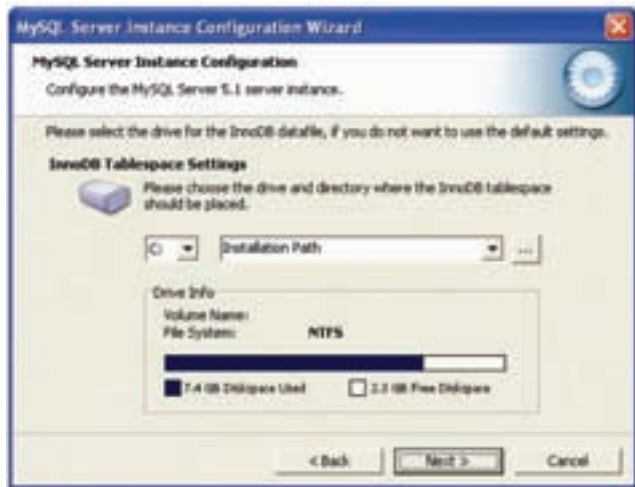 MySQL Server Instance Configuration Wizard
MySQL Server Instance Configuration
Configure the MySQL Server 5.1 server instance.
Please select the drive for the InnoDB datafile, if you do not want to use the default settings.
InnoDB Tablespace Settings
Please choose the drive and directory where the InnoDB tablespace
should be placed.
C: Installation Path ...
Drive Info
Volume Name:
File System: NTFS
7.4 GB Diskspace Used GB Free Diskspace
< Back Next > Cancel